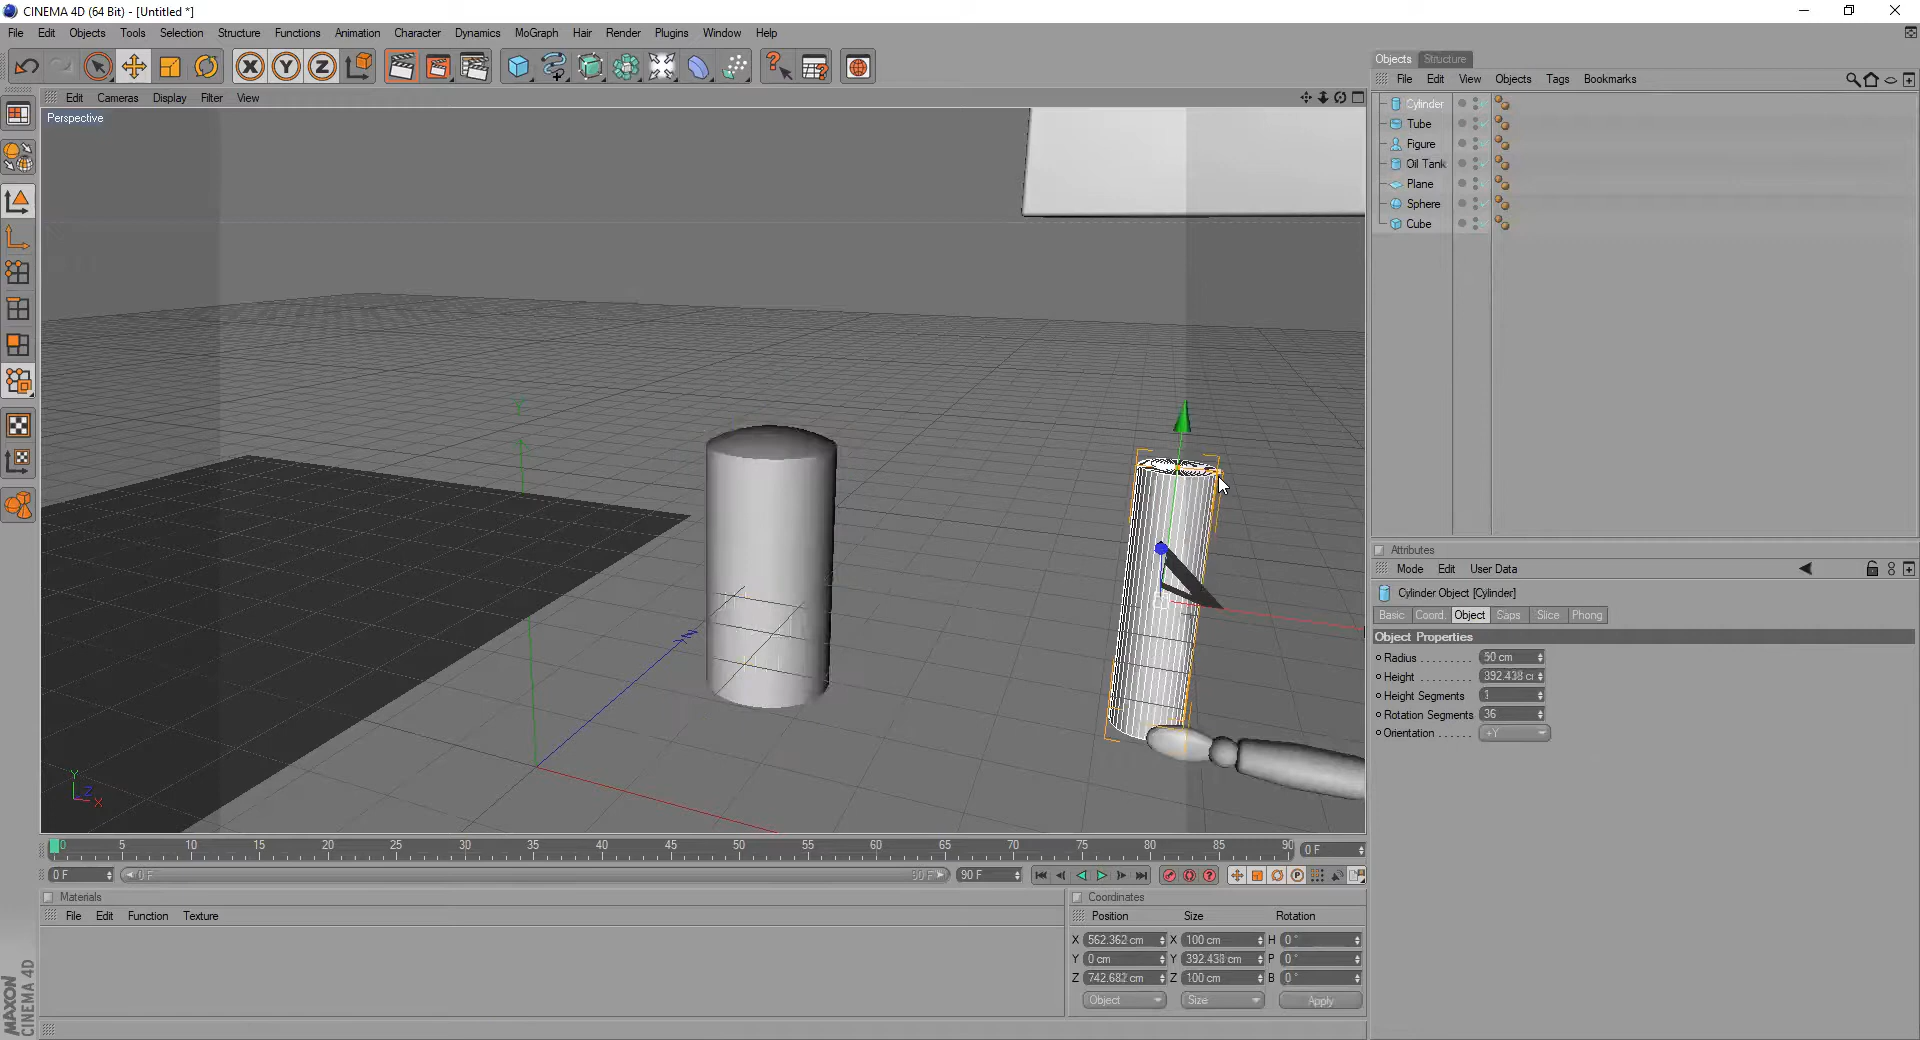 CINEMA 4D (64 Bit) - [Untitled *]
File Edit Objects Tools Selection Structure Functions Animation Character Dynamics MoGraph Hair Render Plugins Window Help
Edit Cameras Display Filter View
Perspective
Objects Structure
File Edit View Objects Tags Bookmarks
Cylinder
Tube
Figure
Oil Tank
Plane
Sphere
Cube
Attributes
Mode Edit User Data
Cylinder Object [Cylinder]
Basic Coord. Object Caps Slice Phong
Object Properties
Radius . . . . . . . . 50 cm
Height . . . . . . . . 392.438 cr
Height Segments 1
Rotation Segments 36
Orientation . . . . . . +Y
Y
Z
X
0 5 10 15 20 25 30 35 40 45 50 55 60 65 70 75 80 85 90 0 F
0 F 0 F 90 F 90 F
Materials
File Edit Function Texture
Coordinates
Position Size Rotation
X 562.362 cm X 100 cm H 0 °
Y 0 cm Y 392.438 cm P 0 °
Z 742.682 cm Z 100 cm B 0 °
Object Size Apply
MAXON
CINEMA 4D